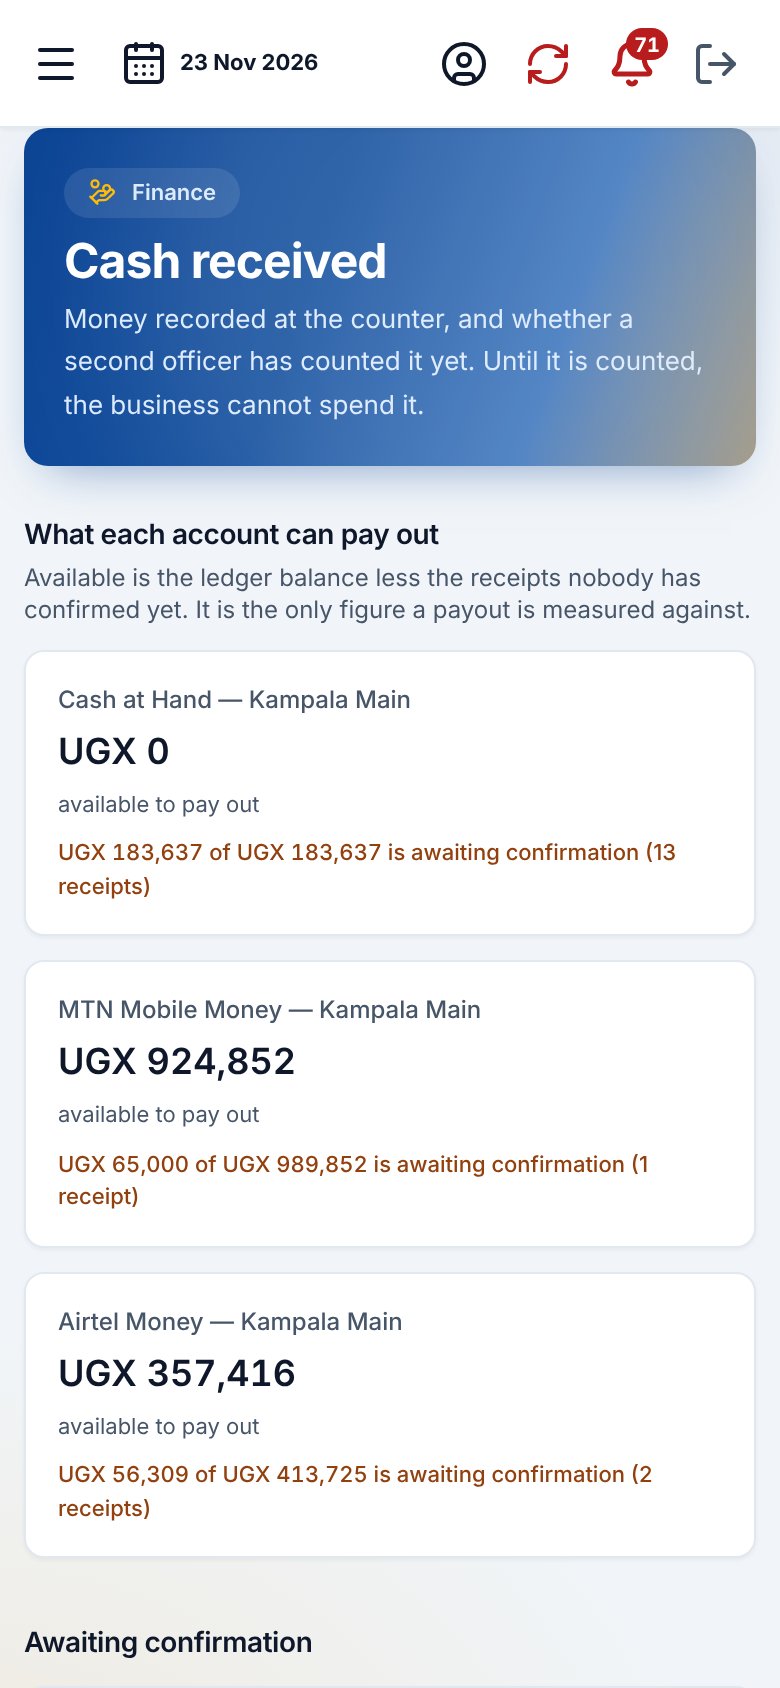 23 Nov 2026
71
Finance
Cash received
Money recorded at the counter, and whether a
second officer has counted it yet. Until it is counted,
the business cannot spend it.
What each account can pay out
Available is the ledger balance less the receipts nobody has
confirmed yet. It is the only figure a payout is measured against.
Cash at Hand — Kampala Main
UGX 0
available to pay out
UGX 183,637 of UGX 183,637 is awaiting confirmation (13
receipts)
MTN Mobile Money — Kampala Main
UGX 924,852
available to pay out
UGX 65,000 of UGX 989,852 is awaiting confirmation (1
receipt)
Airtel Money — Kampala Main
UGX 357,416
available to pay out
UGX 56,309 of UGX 413,725 is awaiting confirmation (2
receipts)
Awaiting confirmation